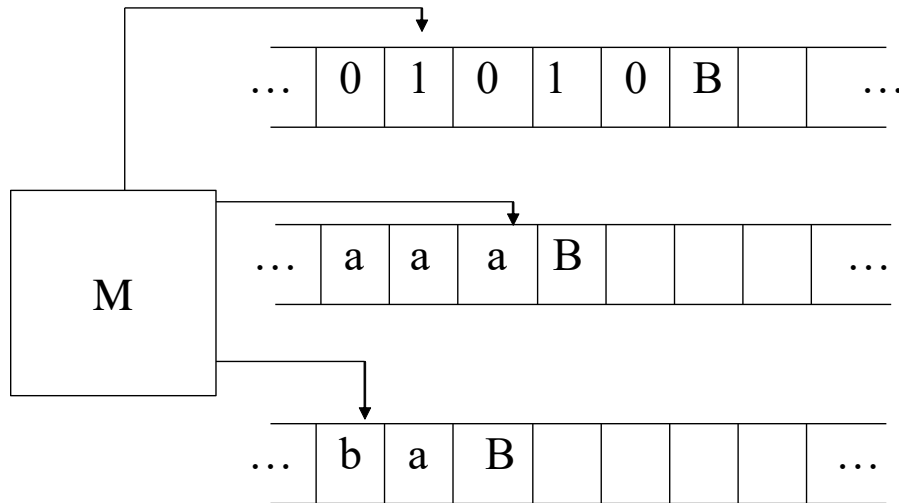 … 0 1 0 1 0 B …
… a a a B …
M
… b a B …